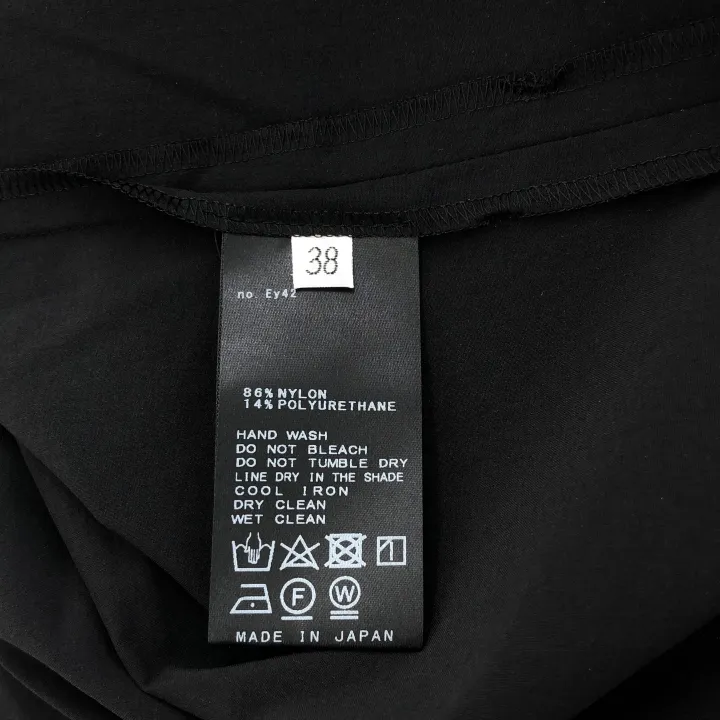 38
no. Ey42
86% NYLON
14% POLYURETHANE
HAND WASH
DO NOT BLEACH
DO NOT TUMBLE DRY
LINE DRY IN THE SHADE
COOL IRON
DRY CLEAN
WET CLEAN
F W
MADE IN JAPAN